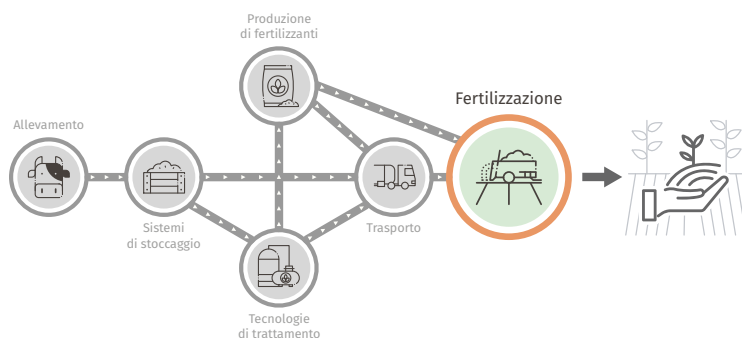 Produzione
di fertilizzanti
Fertilizzazione
Allevamento
Sistemi
di stoccaggio
Trasporto
Tecnologie
di trattamento